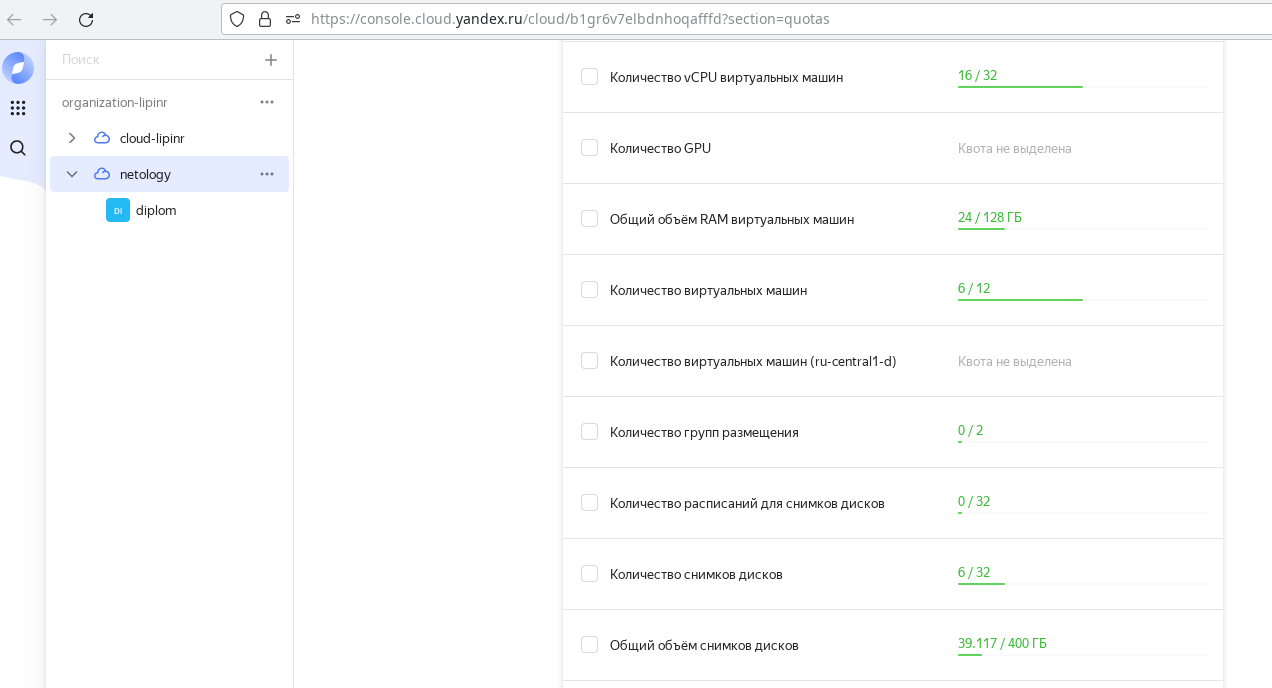 https://console.cloud.yandex.ru/cloud/b1gr6v7elbdnhoqafffd?section=quotas
Поиск
organization-lipinr
cloud-lipinr
netology
DI diplom
Количество vCPU виртуальных машин 16 / 32
Количество GPU Квота не выделена
Общий объём RAM виртуальных машин 24 / 128 ГБ
Количество виртуальных машин 6 / 12
Количество виртуальных машин (ru-central1-d) Квота не выделена
Количество групп размещения 0 / 2
Количество расписаний для снимков дисков 0 / 32
Количество снимков дисков 6 / 32
Общий объём снимков дисков 39.117 / 400 ГБ